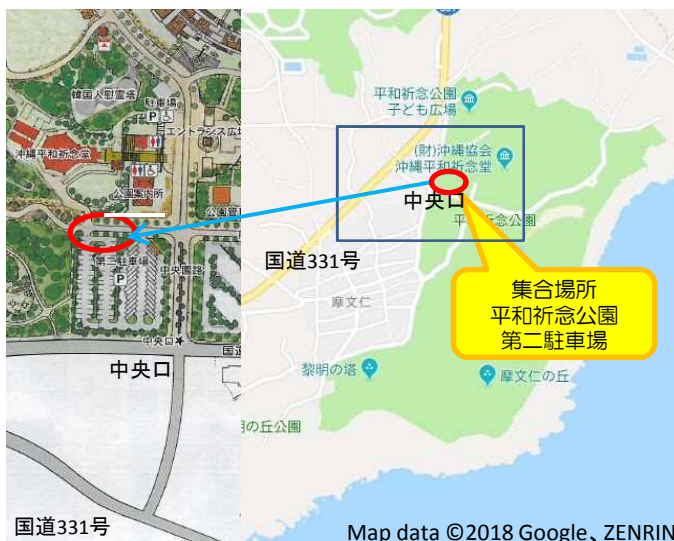 韓国人慰霊塔
駐車場
P
エントランス広場
沖縄平和祈念堂
公園案内所
公園管
第二駐車場
P
中央園路
中央口★
国道
中央口
国道331号
331
平和祈念公園
子ども広場
(財)沖縄協会
沖縄平和祈念堂
中央口
平和祈念公園
国道331号
集合場所
平和祈念公園
第二駐車場
摩文仁
黎明の塔
摩文仁の丘
の丘公園
Map data ©2018 Google、ZENRIN